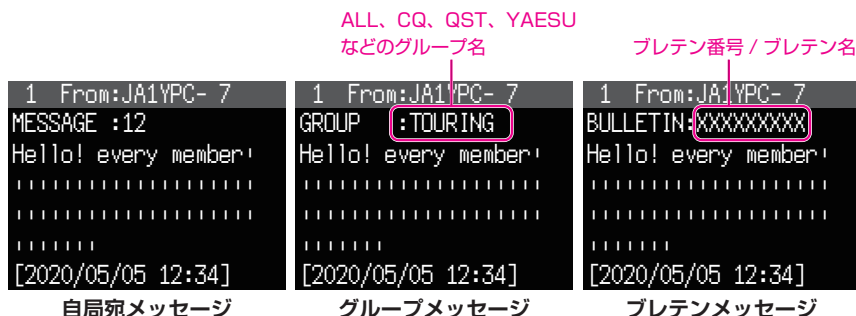 ALL、CQ、QST、YAESU
などのグループ名
ブレテン番号 / ブレテン名
1 From:JA1YPC- 7
MESSAGE :12
Hello! every member
[2020/05/05 12:34]
自局宛メッセージ
1 From:JA1YPC- 7
GROUP :TOURING
Hello! every member
[2020/05/05 12:34]
グループメッセージ
1 From:JA1YPC- 7
BULLETIN:XXXXXXXXX
Hello! every member
[2020/05/05 12:34]
ブレテンメッセージ